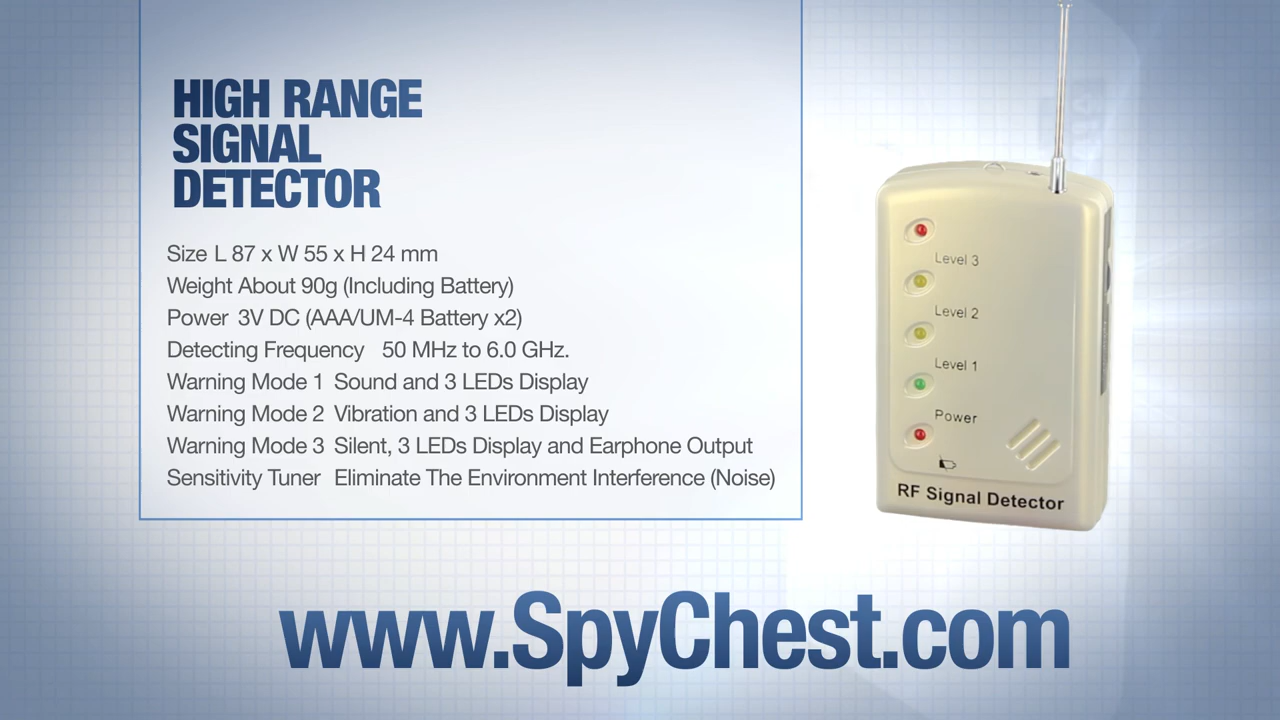 HIGH RANGE
SIGNAL
DETECTOR
Size L 87 x W 55 x H 24 mm
Weight About 90g (Including Battery)
Power 3V DC (AAA/UM-4 Battery x2)
Detecting Frequency 50 MHz to 6.0 GHz.
Warning Mode 1 Sound and 3 LEDs Display
Warning Mode 2 Vibration and 3 LEDs Display
Warning Mode 3 Silent, 3 LEDs Display and Earphone Output
Sensitivity Tuner Eliminate The Environment Interference (Noise)
Level 3
Level 2
Level 1
Power
RF Signal Detector
www.SpyChest.com